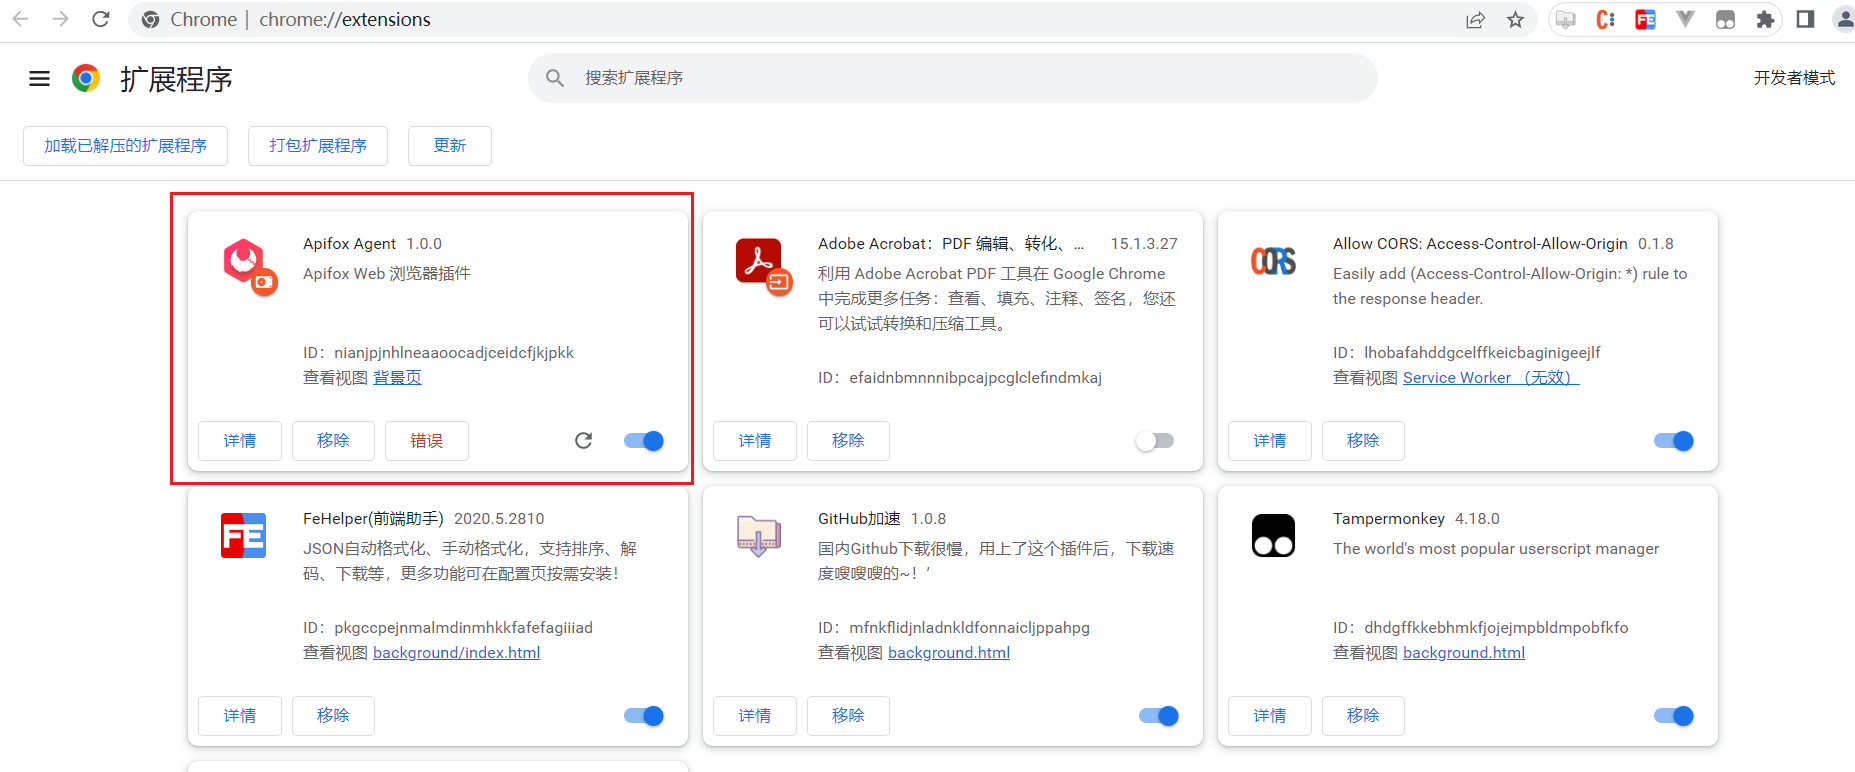 Chrome | chrome://extensions
扩展程序
搜索扩展程序
开发者模式
加载已解压的扩展程序
打包扩展程序
更新
Apifox Agent 1.0.0
Apifox Web 浏览器插件
ID：nianjpjnhlneaaoocadjceidcfjkjpkk
查看视图 背景页
详情
移除
错误
Adobe Acrobat：PDF 编辑、转化、... 15.1.3.27
利用 Adobe Acrobat PDF 工具在 Google Chrome
中完成更多任务：查看、填充、注释、签名，您还
可以试试转换和压缩工具。
ID：efaidnbmnnnibpcajpcglclefindmkaj
详情
移除
CORS
Allow CORS: Access-Control-Allow-Origin 0.1.8
Easily add (Access-Control-Allow-Origin: *) rule to
the response header.
ID：lhobafahddgcelffkeicbaginigeejlf
查看视图 Service Worker （无效）
详情
移除
FE
FeHelper(前端助手) 2020.5.2810
JSON自动格式化、手动格式化，支持排序、解
码、下载等，更多功能可在配置页按需安装！
ID：pkgccpejnmalmdinmhkkfafefagiiiad
查看视图 background/index.html
详情
移除
GitHub加速 1.0.8
国内Github下载很慢，用上了这个插件后，下载速
度嗖嗖嗖的~！’
ID：mfnkflidjnladnkldfonnaicljppahpg
查看视图 background.html
详情
移除
Tampermonkey 4.18.0
The world's most popular userscript manager
ID：dhdgffkkebhmkfjojejmpbldmpobfkfo
查看视图 background.html
详情
移除